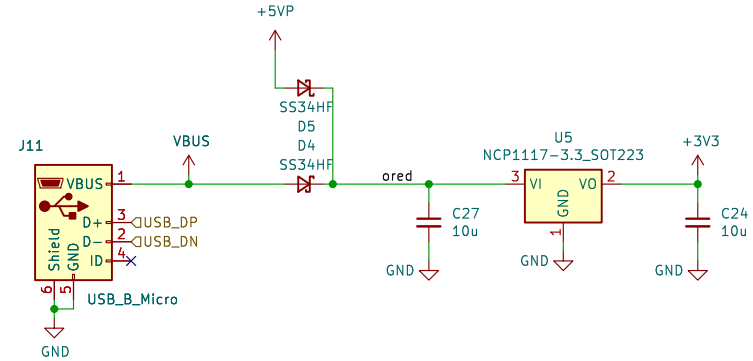 +5VP
SS34HF
D5
D4
SS34HF
J11
VBUS
U5
NCP1117-3.3_SOT223
+3V3
1
VBUS
ored
3
VI
VO
2
GND
1
C27
10u
C24
10u
D+
3
USB_DP
D-
2
USB_DN
ID
4
Shield
GND
6
5
USB_B_Micro
GND
GND
GND
GND